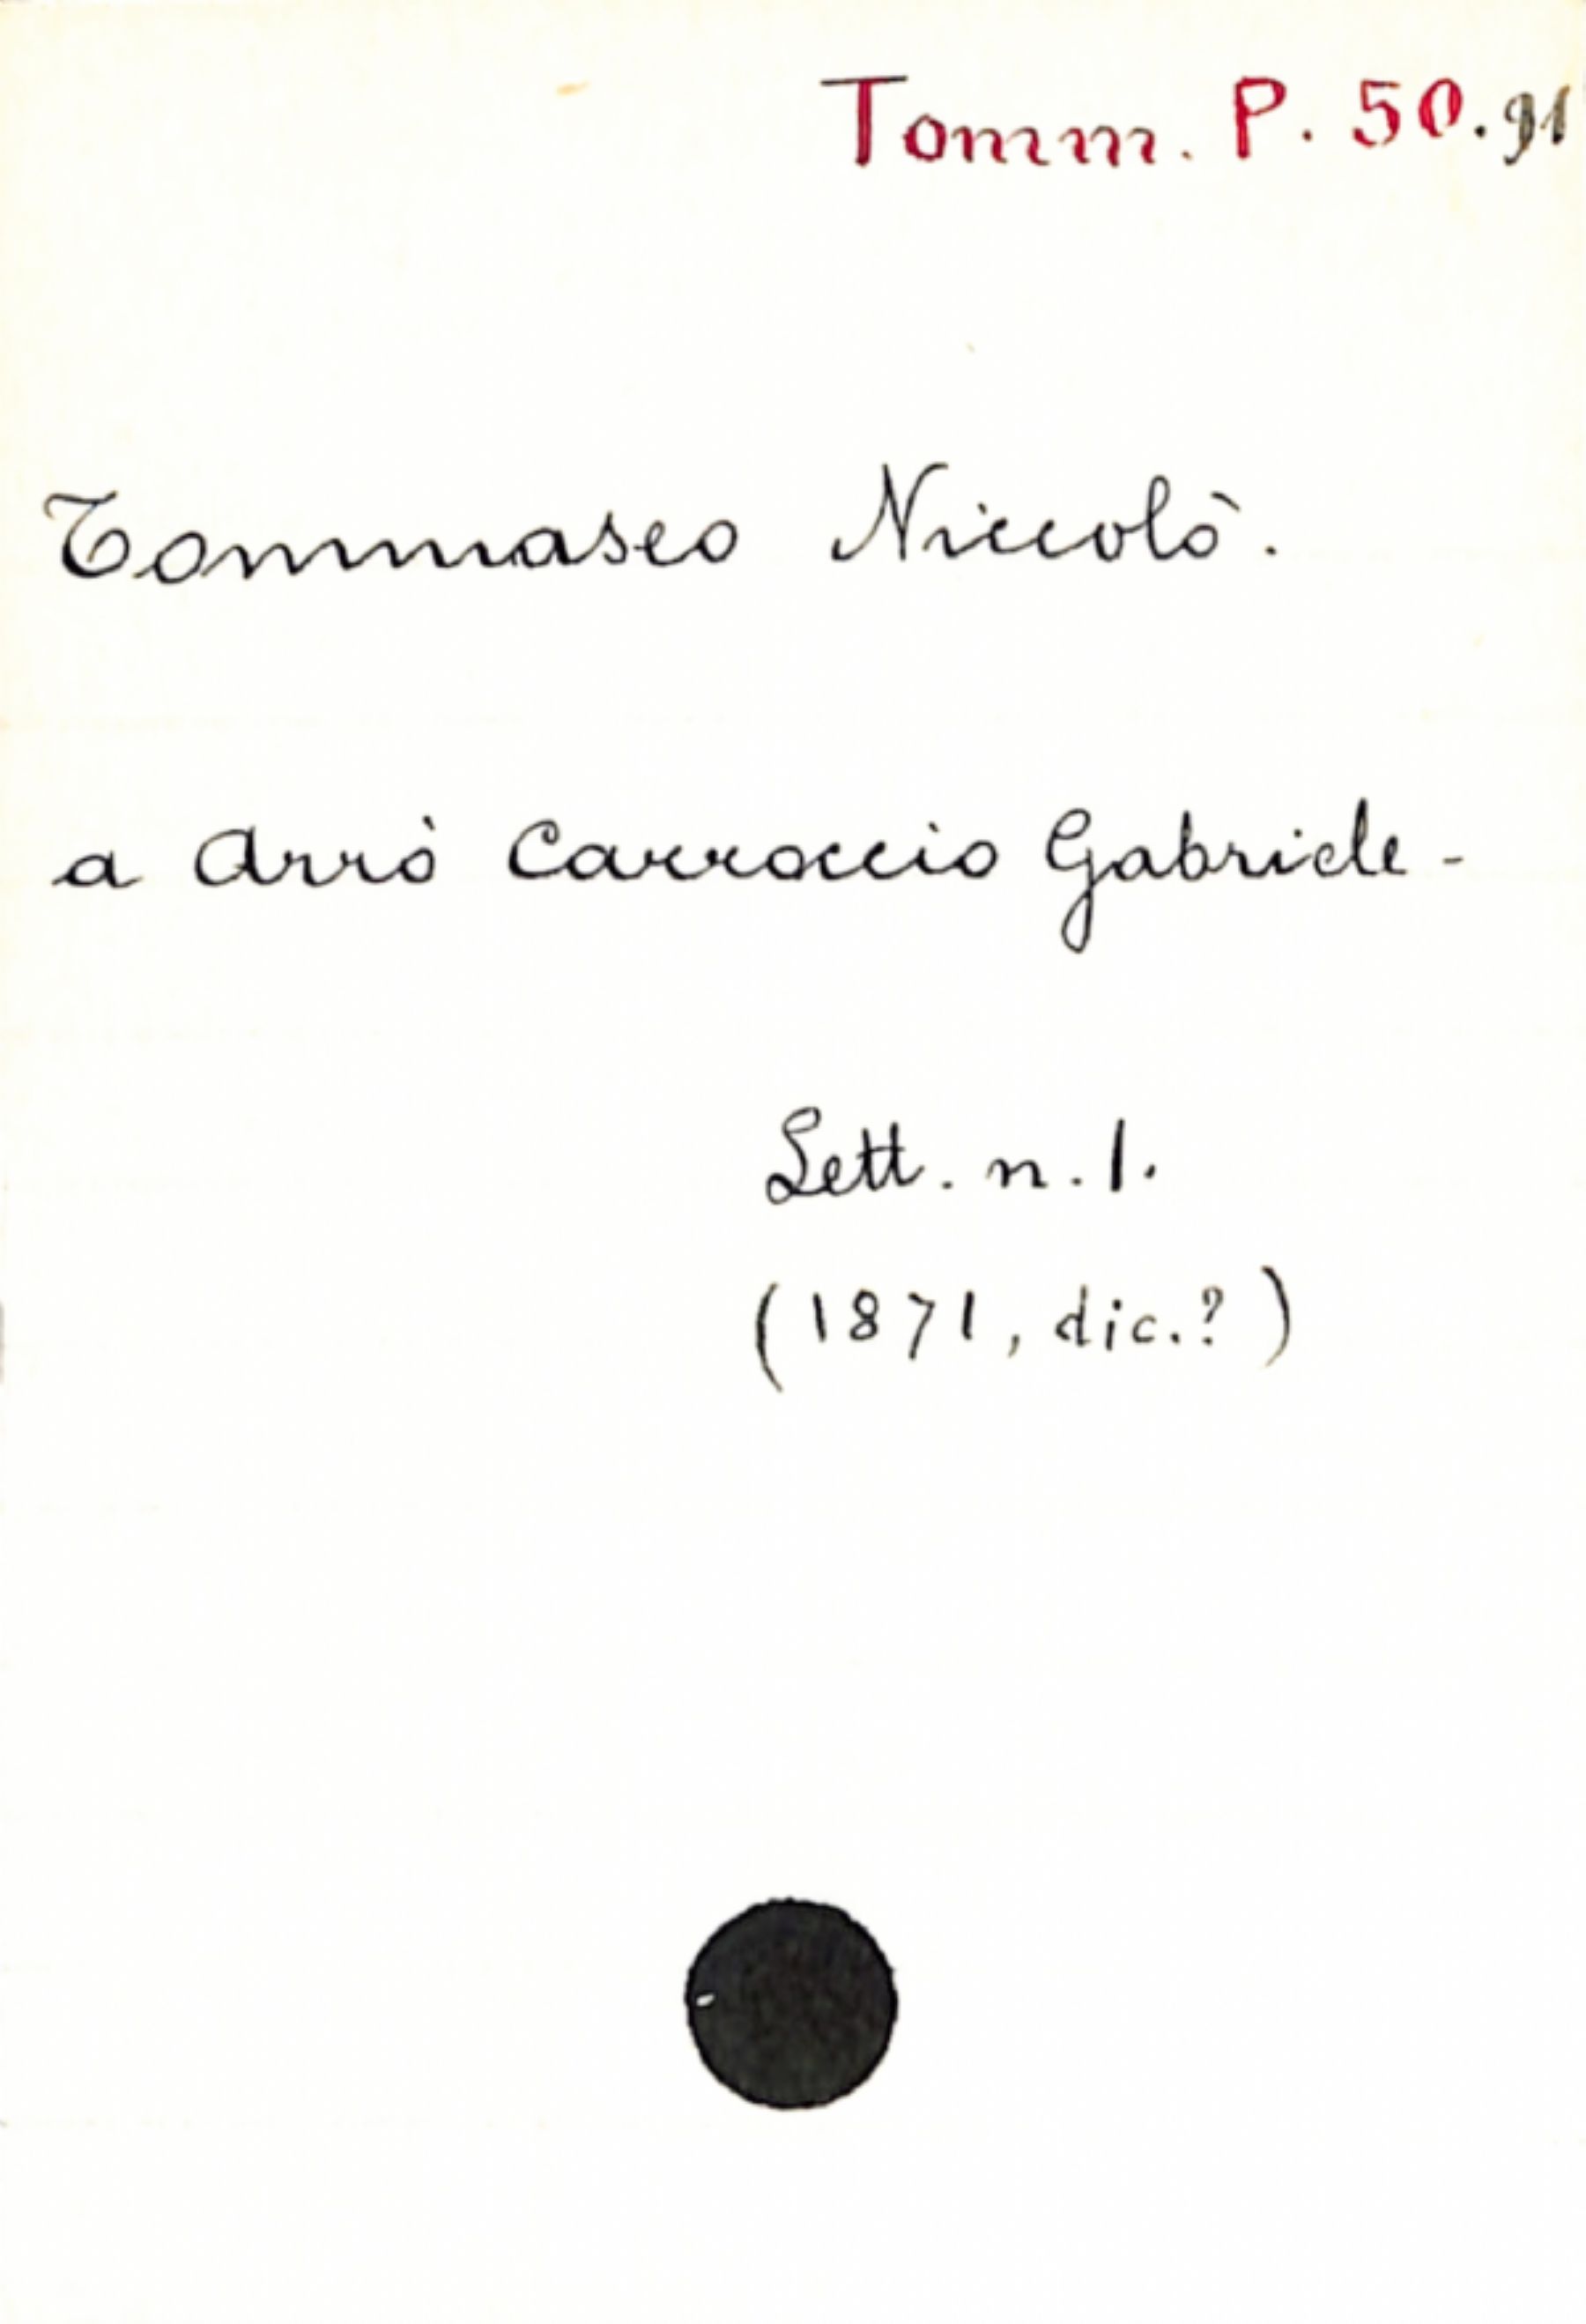 Tomm. P. 50.91
Tommaseo Niccolò.
a Arrò Carroccio Gabriele -
Lett. n. 1.
(1871, dic.?)